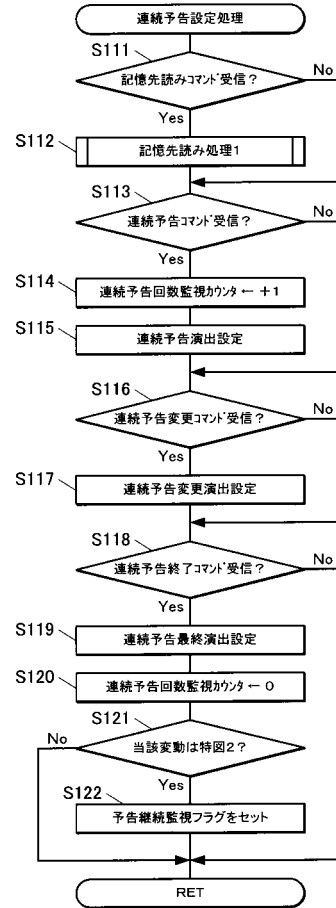 連続予告設定処理
S111
記憶先読みコマンド受信?
No
Yes
S112
記憶先読み処理1
S113
連続予告コマンド受信?
No
Yes
S114
連続予告回数監視カウンタ ← +1
S115
連続予告演出設定
S116
連続予告変更コマンド受信?
No
Yes
S117
連続予告変更演出設定
S118
連続予告終了コマンド受信?
No
Yes
S119
連続予告最終演出設定
S120
連続予告回数監視カウンタ ← 0
S121
No
当該変動は特図2?
Yes
S122
予告継続監視フラグをセット
RET